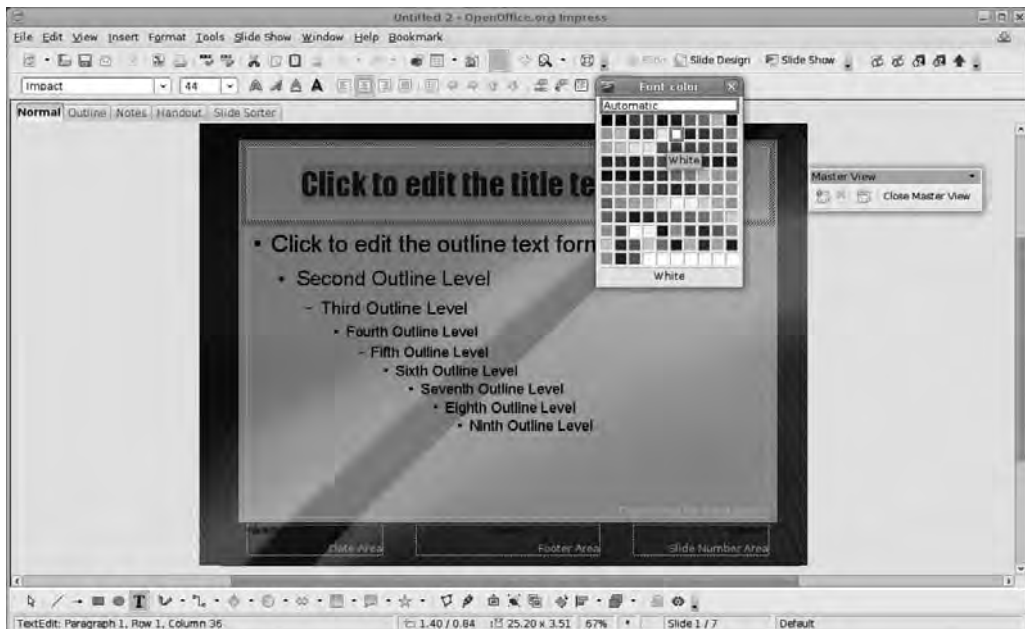 Untitled 2 - OpenOffice.org Impress
File Edit View Insert Format Tools Slide Show Window Help Bookmark
Slide Design Slide Show
Impact 44
Font color
Automatic
Normal Outline Notes Handout Slide Sorter
White
Master View
Close Master View
Click to edit the title te
• Click to edit the outline text form
• Second Outline Level
– Third Outline Level
• Fourth Outline Level
– Fifth Outline Level
• Sixth Outline Level
• Seventh Outline Level
• Eighth Outline Level
• Ninth Outline Level
White
Date Area Footer Area Slide Number Area
TextEdit: Paragraph 1, Row 1, Column 36 1.40 / 0.84 25.20 x 3.51 67% * Slide 1 / 7 Default